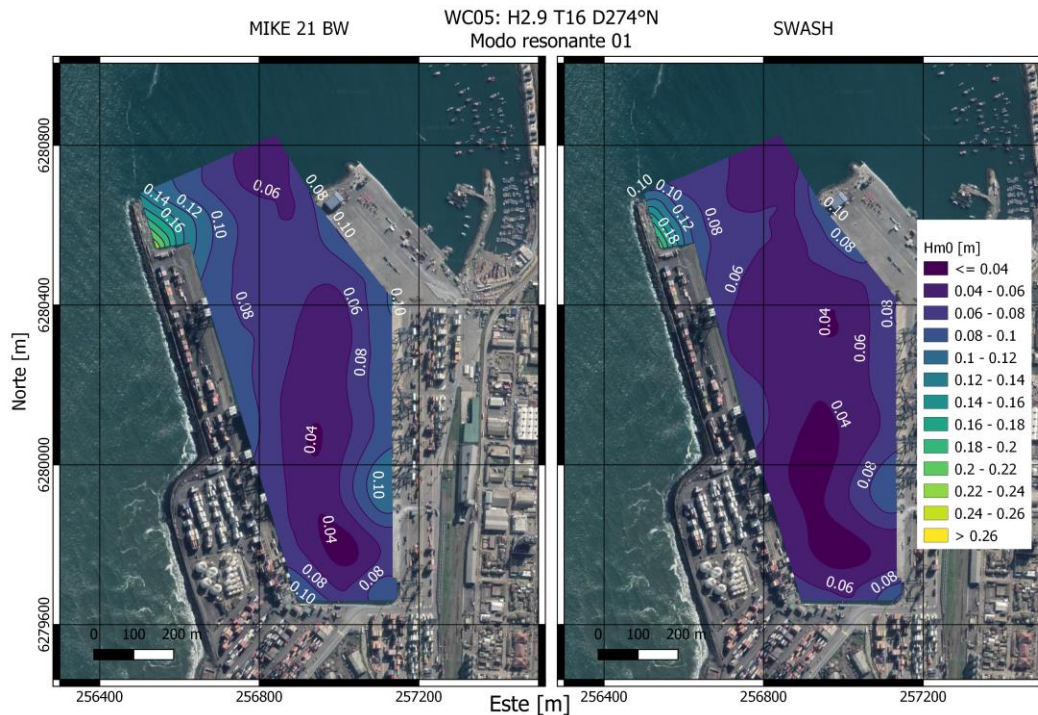 WC05: H2.9 T16 D274°N
MIKE 21 BW
SWASH
Modo resonante 01
Norte [m]
6280800
6280400
6280000
6279600
0.14
0.12
0.16
0.10
0.06
0.08
0.10
0.08
0.06
0.10
0.08
0.04
0.10
0.04
0.08
0.08
0.10
0 100 200 m
0.10
0.10
0.12
0.18
0.08
0.10
0.08
0.06
0.04
0.08
0.06
0.04
0.08
0.06
0.08
0 100 200 m
Hm0 [m]
<= 0.04
0.04 - 0.06
0.06 - 0.08
0.08 - 0.1
0.1 - 0.12
0.12 - 0.14
0.14 - 0.16
0.16 - 0.18
0.18 - 0.2
0.2 - 0.22
0.22 - 0.24
0.24 - 0.26
> 0.26
256400 256800 257200 256400 256800 257200
Este [m]